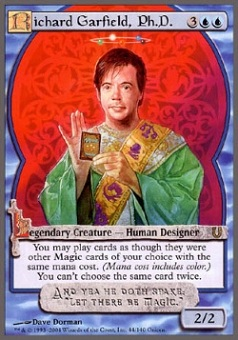 Richard Garfield, Ph.D. 3
Legendary Creature — Human Designer
You may play cards as though they were
other Magic cards of your choice with the
same mana cost. (Mana cost includes color.)
You can't choose the same card twice.
AND YEA HE DOTH SPAKE,
LET THERE BE MAGIC.
Dave Dorman
2/2
™ & © 1993–2004 Wizards of the Coast, Inc. 44/140